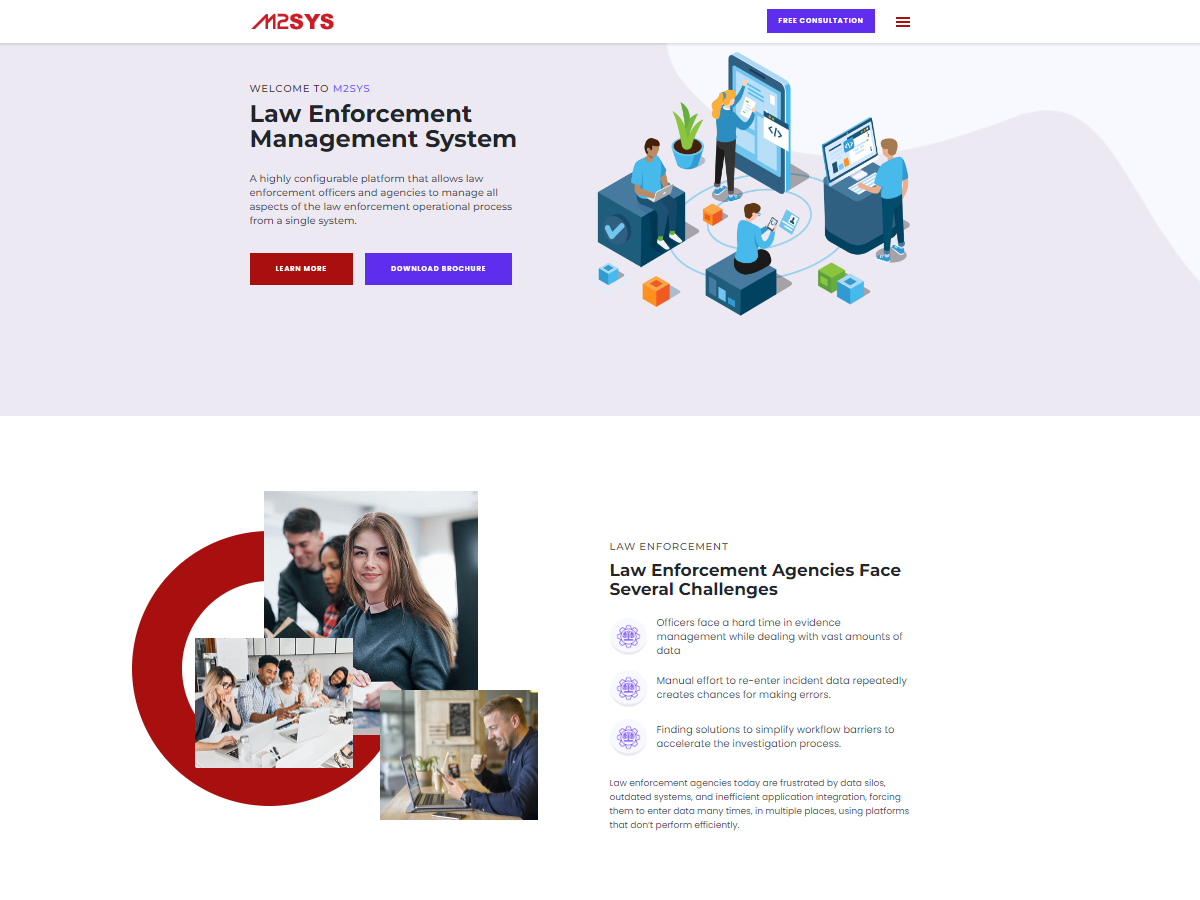 M2SYS
FREE CONSULTATION
WELCOME TO M2SYS
Law Enforcement
Management System
A highly configurable platform that allows law
enforcement officers and agencies to manage all
aspects of the law enforcement operational process
from a single system.
LEARN MORE
DOWNLOAD BROCHURE
</>
LAW ENFORCEMENT
Law Enforcement Agencies Face
Several Challenges
Officers face a hard time in evidence
management while dealing with vast amounts of
data
Manual effort to re-enter incident data repeatedly
creates chances for making errors.
Finding solutions to simplify workflow barriers to
accelerate the investigation process.
Law enforcement agencies today are frustrated by data silos,
outdated systems, and inefficient application integration, forcing
them to enter data many times, in multiple places, using platforms
that don't perform efficiently.